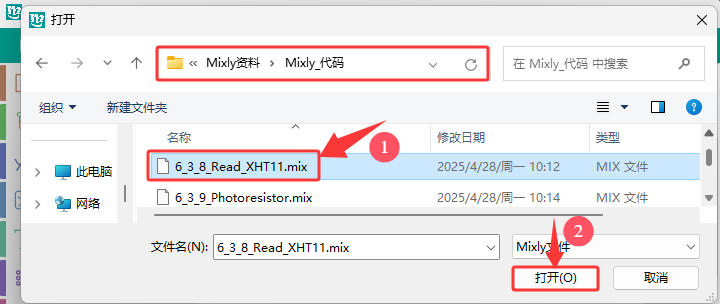 打开
« Mixly资料 › Mixly_代码
在 Mixly_代码 中搜索
组织
新建文件夹
名称
修改日期
类型
此电脑
网络
6_3_8_Read_XHT11.mix
2025/4/28/周一 10:12
MIX 文件
6_3_9_Photoresistor.mix
2025/4/28/周一 10:14
MIX 文件
1
文件名(N):
6_3_8_Read_XHT11.mix
Mixly文件
2
打开(O)
取消